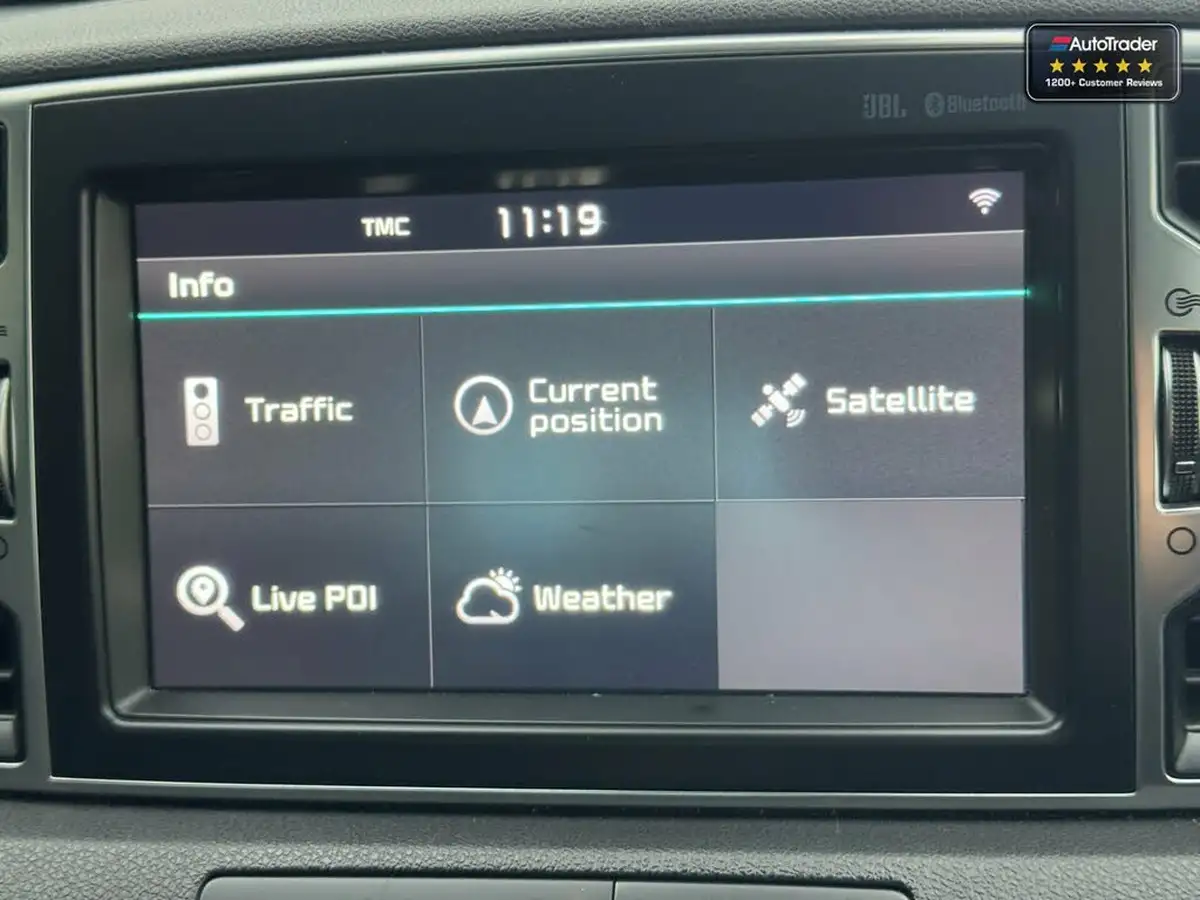 AutoTrader
1200+ Customer Reviews
JBL Bluetooth
TMC 11:19
Info
Traffic
Current
position
Satellite
Live POI
Weather